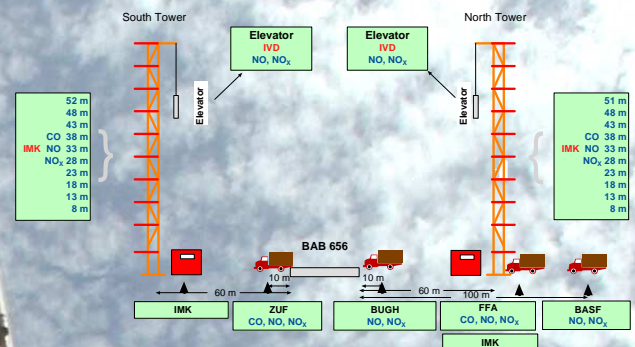 South Tower
North Tower
Elevator
IVD
NO, NOX
Elevator
IVD
NO, NOX
Elevator
Elevator
52 m
48 m
43 m
CO 38 m
IMK NO 33 m
NOX 28 m
23 m
18 m
13 m
8 m
51 m
48 m
43 m
CO 38 m
IMK NO 33 m
NOX 28 m
23 m
18 m
13 m
8 m
BAB 656
10 m
10 m
60 m
60 m
100 m
IMK
ZUF
CO, NO, NOX
BUGH
NO, NOX
FFA
CO, NO, NOX
BASF
NO, NOX
IMK